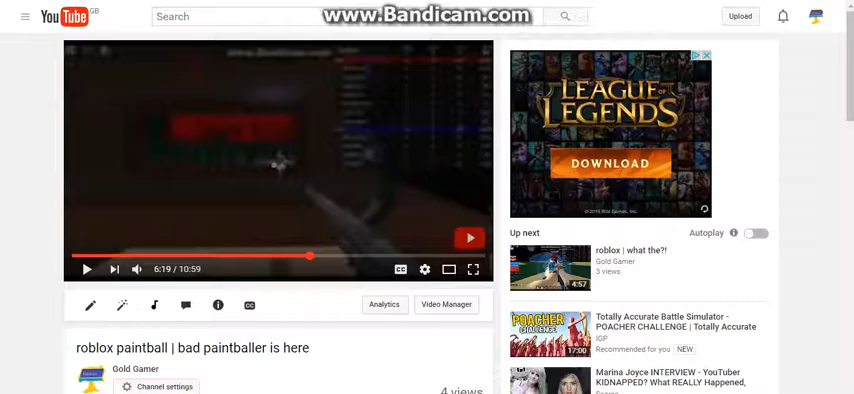 YouTube GB
Search
www.Bandicam.com
Upload
6:19 / 10:59
CC
Analytics
Video Manager
roblox paintball | bad paintballer is here
Gold Gamer
Channel settings
4 views
LEAGUE OF
LEGENDS
DOWNLOAD
Up next
Autoplay
roblox | what the?!
Gold Gamer
3 views
4:57
POACHER
CHALLENGE
17:00
Totally Accurate Battle Simulator -
POACHER CHALLENGE | Totally Accurate
IGP
Recommended for you NEW
Marina Joyce INTERVIEW - YouTuber
KIDNAPPED? What REALLY Happened,